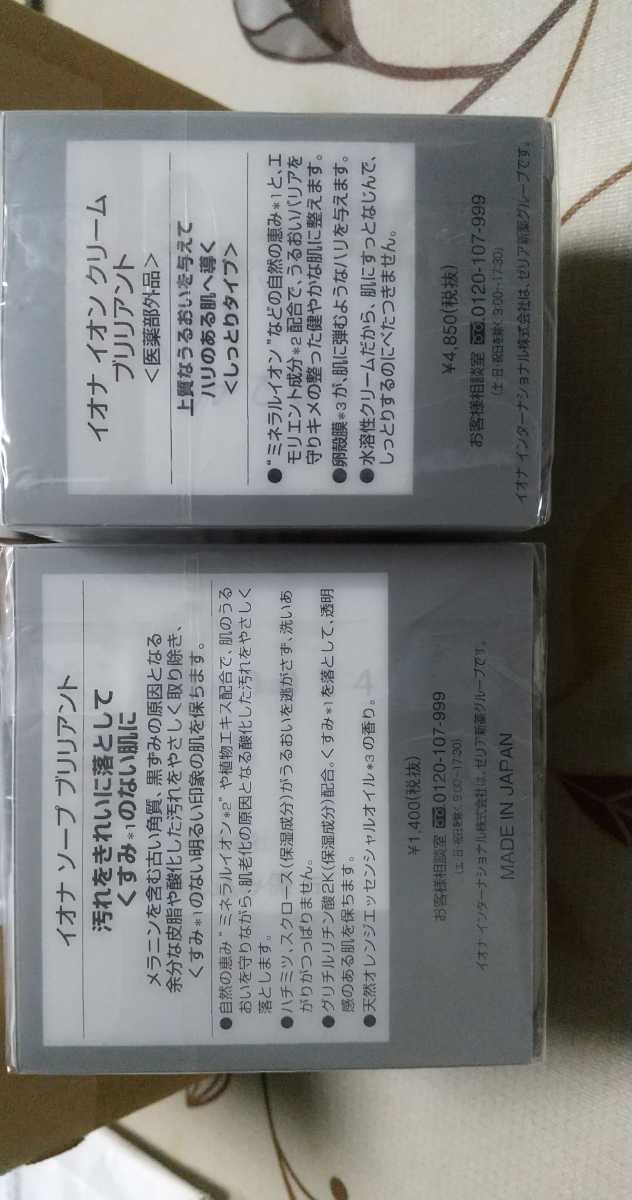 イオナ イオン クリーム
ブリリアント
<医薬部外品>
上質なうるおいを与えて
ハリのある肌へ導く
<しっとりタイプ>
●“ミネラルイオン”などの自然の恵み*1と、エ
モリエント成分*2配合で、うるおいバリアを
守りキメの整った健やかな肌に整えます。
●卵殻膜*3が、肌に弾むようなハリを与えます。
●水溶性クリームだから、肌にすっとなじんで、
しっとりするのにべたつきません。
¥4,850(税抜)
お客様相談室 0120-107-999
(土・日・祝日を除く、9:00〜17:30)
イオナ インターナショナル株式会社は、ゼリア新薬グループです。
イオナ ソープ ブリリアント
汚れをきれいに落として
くすみ*1のない肌に
メラニンを含む古い角質、黒ずみの原因となる
余分な皮脂や酸化した汚れをやさしく取り除き、
くすみ*1のない明るい印象の肌を保ちます。
●自然の恵み“ミネラルイオン*2”や植物エキス配合で、肌のうる
おいを守りながら、肌老化の原因となる酸化した汚れをやさしく
落とします。
●ハチミツ、スクロース(保湿成分)がうるおいを逃がさず、洗いあ
がりがつっぱりません。
●グリチルリチン酸2K(保湿成分)配合。くすみ*1を落として、透明
感のある肌を保ちます。
●天然オレンジエッセンシャルオイル*3の香り。
¥1,400(税抜)
お客様相談室 0120-107-999
(土・日・祝日を除く、9:00〜17:30)
イオナ インターナショナル株式会社は、ゼリア新薬グループです。
MADE IN JAPAN